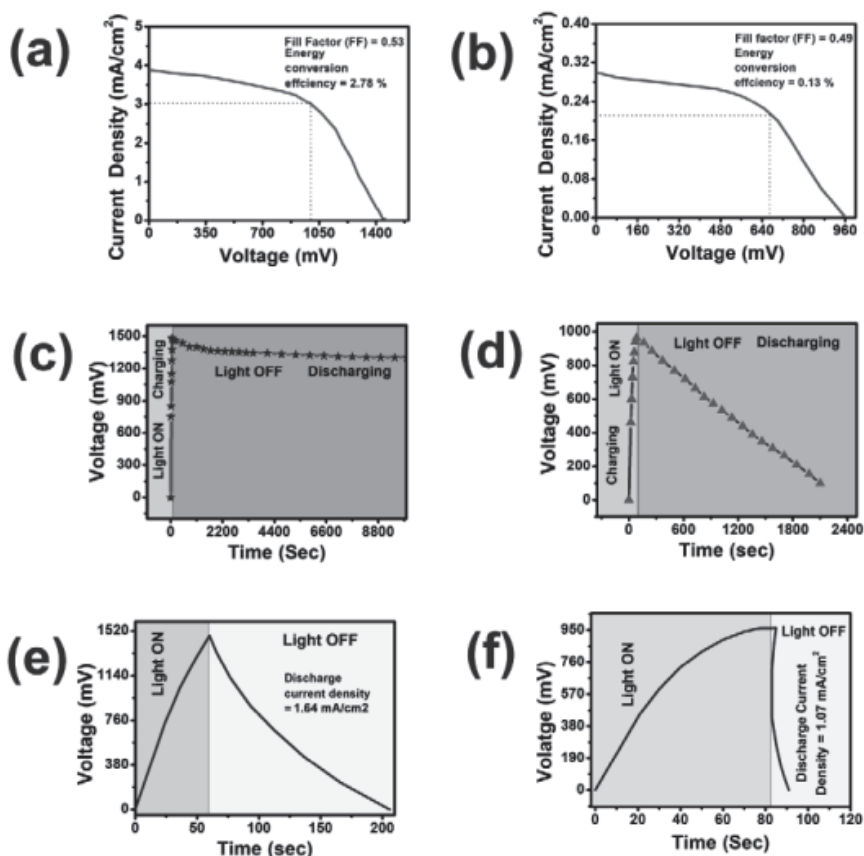 (a)
Current Density (mA/cm²)
5
4
3
2
1
0
Fill Factor (FF) = 0.53
Energy
conversion
effciency = 2.78 %
0 350 700 1050 1400
Voltage (mV)
(b)
Current Density (mA/cm²)
0.40
0.32
0.24
0.16
0.08
0.00
Fill factor (FF) = 0.49
Energy
conversion
effciency = 0.13 %
0 160 320 480 640 800 960
Voltage (mV)
(c)
Voltage (mV)
1500
1200
900
600
300
0
Light ON Charging
Light OFF Discharging
0 2200 4400 6600 8800
Time (Sec)
(d)
Voltage (mV)
1000
800
600
400
200
0
Charging Light ON
Light OFF Discharging
0 600 1200 1800 2400
Time (sec)
(e)
Voltage (mV)
1520
1140
760
380
0
Light ON
Light OFF
Discharge
current density
= 1.64 mA/cm2
0 50 100 150 200
Time (Sec)
(f)
Volatge (mV)
950
760
570
380
190
0
Light ON
Light OFF
Discharge Current
Density = 1.07 mA/cm²
0 20 40 60 80 100 120
Time (Sec)